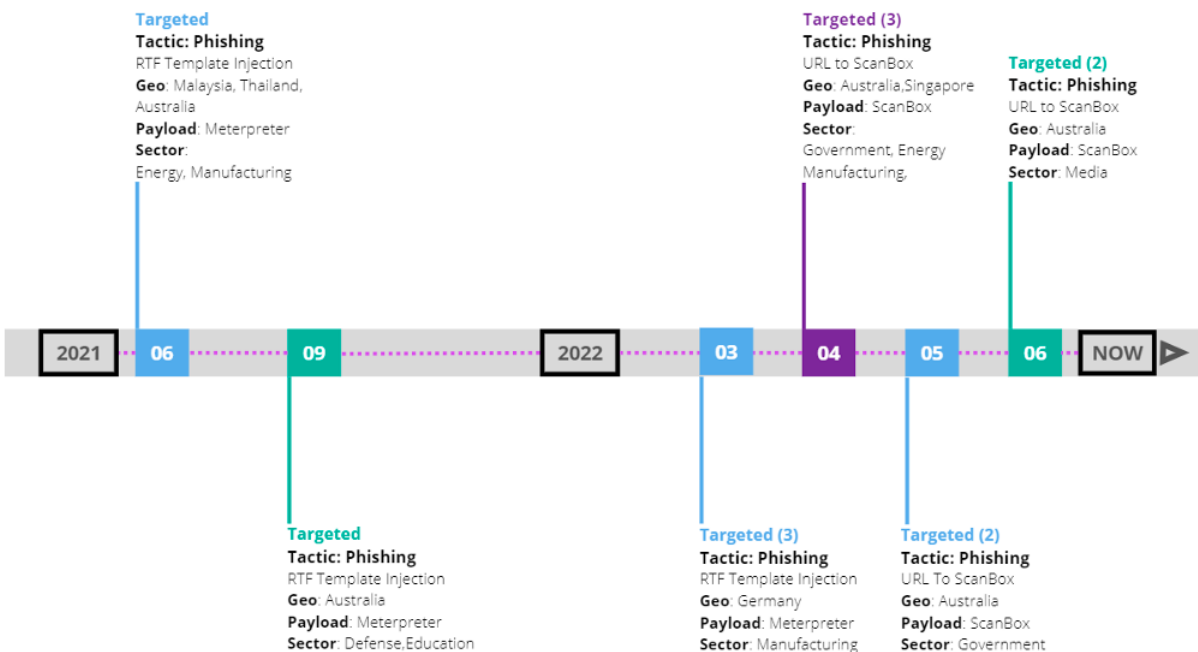 Targeted
Tactic: Phishing
RTF Template Injection
Geo: Malaysia, Thailand,
Australia
Payload: Meterpreter
Sector:
Energy, Manufacturing
Targeted (3)
Tactic: Phishing
URL to ScanBox
Geo: Australia,Singapore
Payload: ScanBox
Sector:
Government, Energy
Manufacturing,
Targeted (2)
Tactic: Phishing
URL to ScanBox
Geo: Australia
Payload: ScanBox
Sector: Media
2021 06 09 2022 03 04 05 06 NOW
Targeted
Tactic: Phishing
RTF Template Injection
Geo: Australia
Payload: Meterpreter
Sector: Defense,Education
Targeted (3)
Tactic: Phishing
RTF Template Injection
Geo: Germany
Payload: Meterpreter
Sector: Manufacturing
Targeted (2)
Tactic: Phishing
URL To ScanBox
Geo: Australia
Payload: ScanBox
Sector: Government